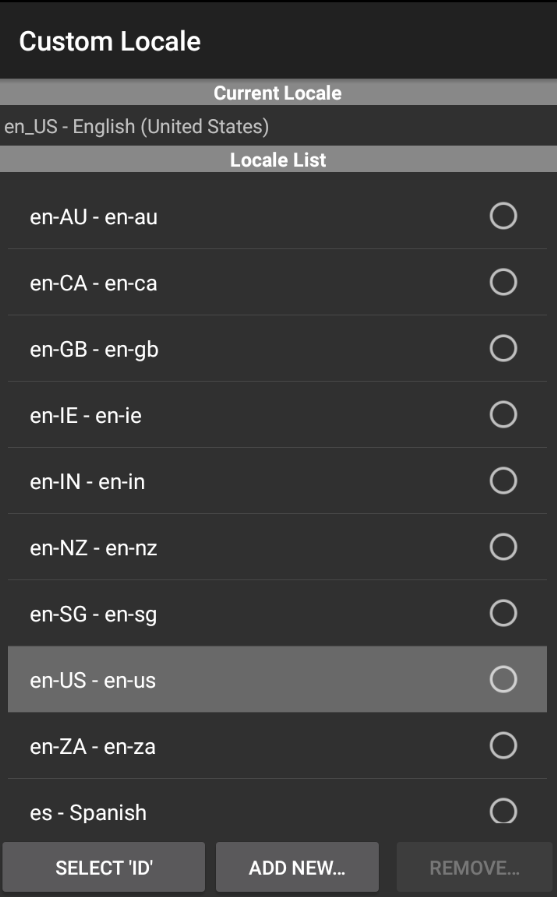 Custom Locale
Current Locale
en_US - English (United States)
Locale List
en-AU - en-au
en-CA - en-ca
en-GB - en-gb
en-IE - en-ie
en-IN - en-in
en-NZ - en-nz
en-SG - en-sg
en-US - en-us
en-ZA - en-za
es - Spanish
SELECT 'ID' ADD NEW... REMOVE...